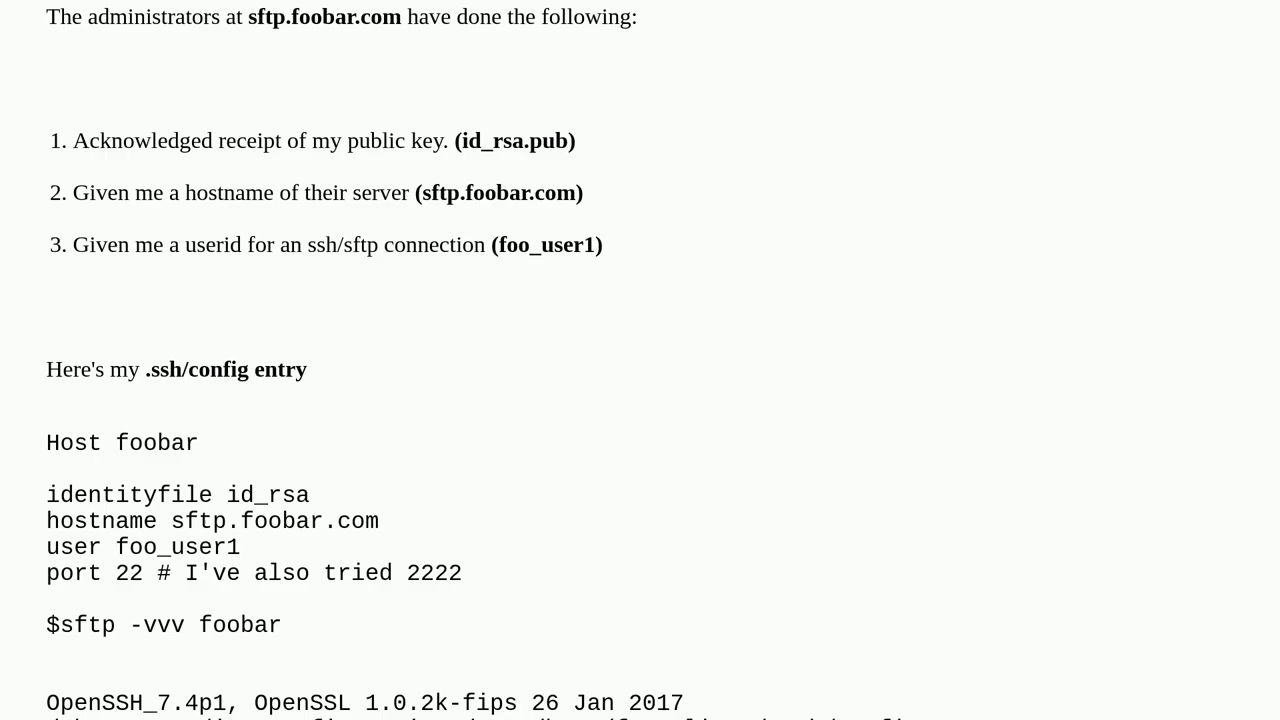 The administrators at sftp.foobar.com have done the following:
1. Acknowledged receipt of my public key. (id_rsa.pub)
2. Given me a hostname of their server (sftp.foobar.com)
3. Given me a userid for an ssh/sftp connection (foo_user1)
Here's my .ssh/config entry
Host foobar
identityfile id_rsa
hostname sftp.foobar.com
user foo_user1
port 22 # I've also tried 2222
$sftp -vvv foobar
OpenSSH_7.4p1, OpenSSL 1.0.2k-fips 26 Jan 2017